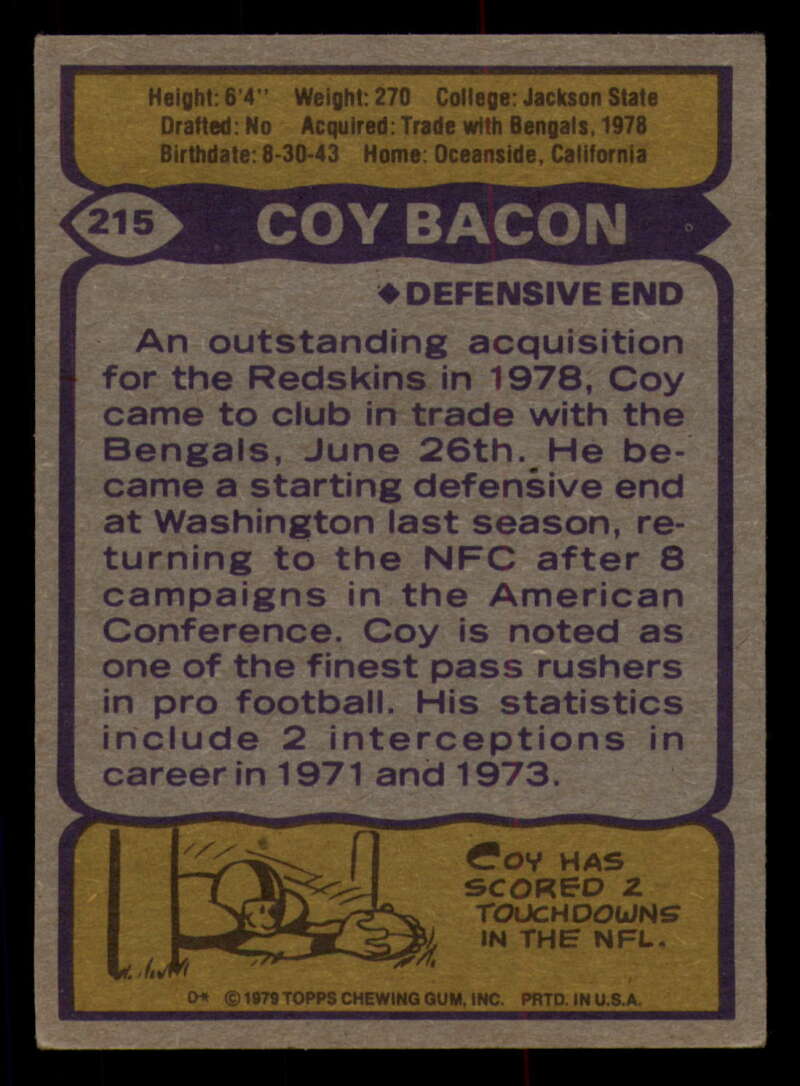 Height: 6'4" Weight: 270 College: Jackson State
Drafted: No Acquired: Trade with Bengals, 1978
Birthdate: 8-30-43 Home: Oceanside, California
215 COY BACON
◆ DEFENSIVE END
An outstanding acquisition
for the Redskins in 1978, Coy
came to club in trade with the
Bengals, June 26th. He be-
came a starting defensive end
at Washington last season, re-
turning to the NFC after 8
campaigns in the American
Conference. Coy is noted as
one of the finest pass rushers
in pro football. His statistics
include 2 interceptions in
career in 1971 and 1973.
COY HAS
SCORED 2
TOUCHDOWNS
IN THE NFL.
D* © 1979 TOPPS CHEWING GUM, INC. PRTD. IN U.S.A.